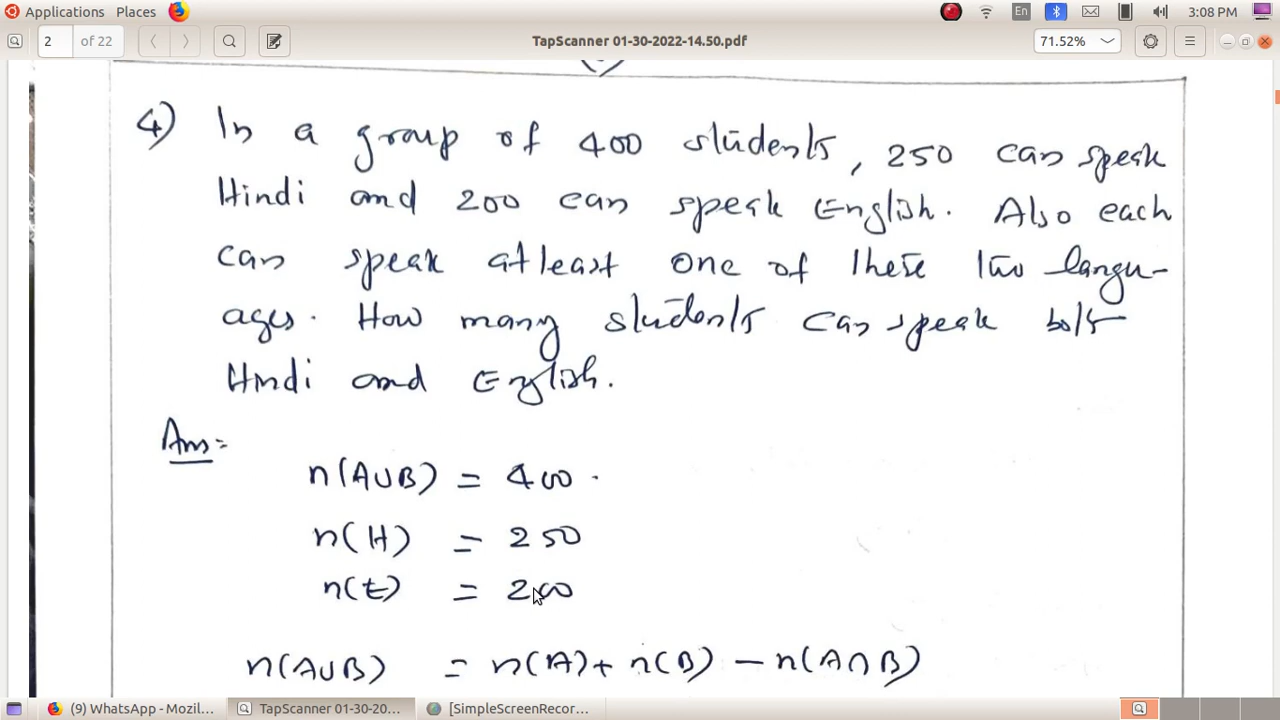 Applications Places En 3:08 PM
2 of 22 TapScanner 01-30-2022-14.50.pdf 71.52%
4) In a group of 400 students, 250 can speak
Hindi and 200 can speak English. Also each
can speak atleast one of these two langu-
ages. How many students can speak both
Hindi and English.
Ans =
n(A∪B) = 400.
n(H) = 250
n(E) = 200
n(A∪B) = n(A) + n(B) - n(A∩B)
(9) WhatsApp - Mozil... TapScanner 01-30-20... [SimpleScreenRecor...